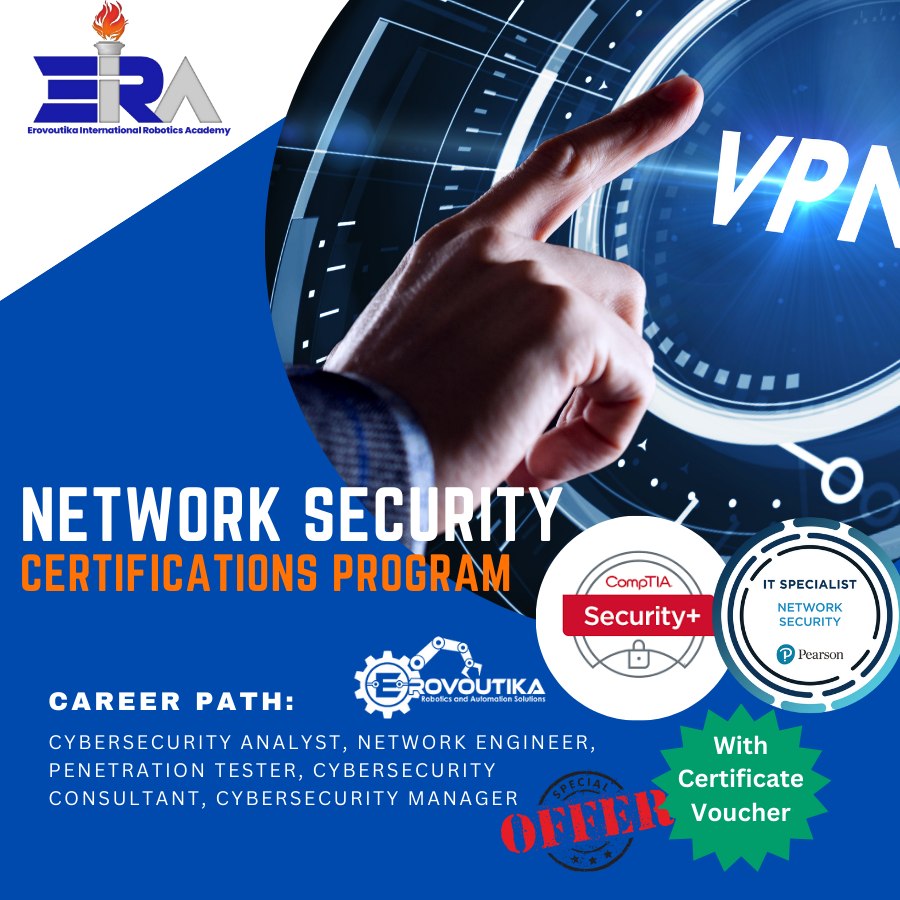 ERA
Erovoutika International Robotics Academy
VPN
NETWORK SECURITY
CERTIFICATIONS PROGRAM
CompTIA
Security+
IT SPECIALIST
NETWORK
SECURITY
Pearson
EROVOUTIKA
Robotics and Automation Solutions
CAREER PATH:
CYBERSECURITY ANALYST, NETWORK ENGINEER,
PENETRATION TESTER, CYBERSECURITY
CONSULTANT, CYBERSECURITY MANAGER
SPECIAL
OFFER
With
Certificate
Voucher